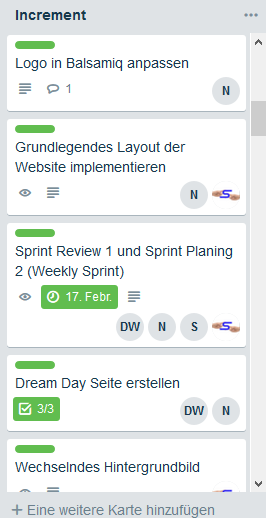 Increment
Logo in Balsamiq anpassen
1
N
Grundlegendes Layout der
Website implementieren
N
S
Sprint Review 1 und Sprint Planing
2 (Weekly Sprint)
17. Febr.
DW N S S
Dream Day Seite erstellen
3/3
DW N
Wechselndes Hintergrundbild
+ Eine weitere Karte hinzufügen